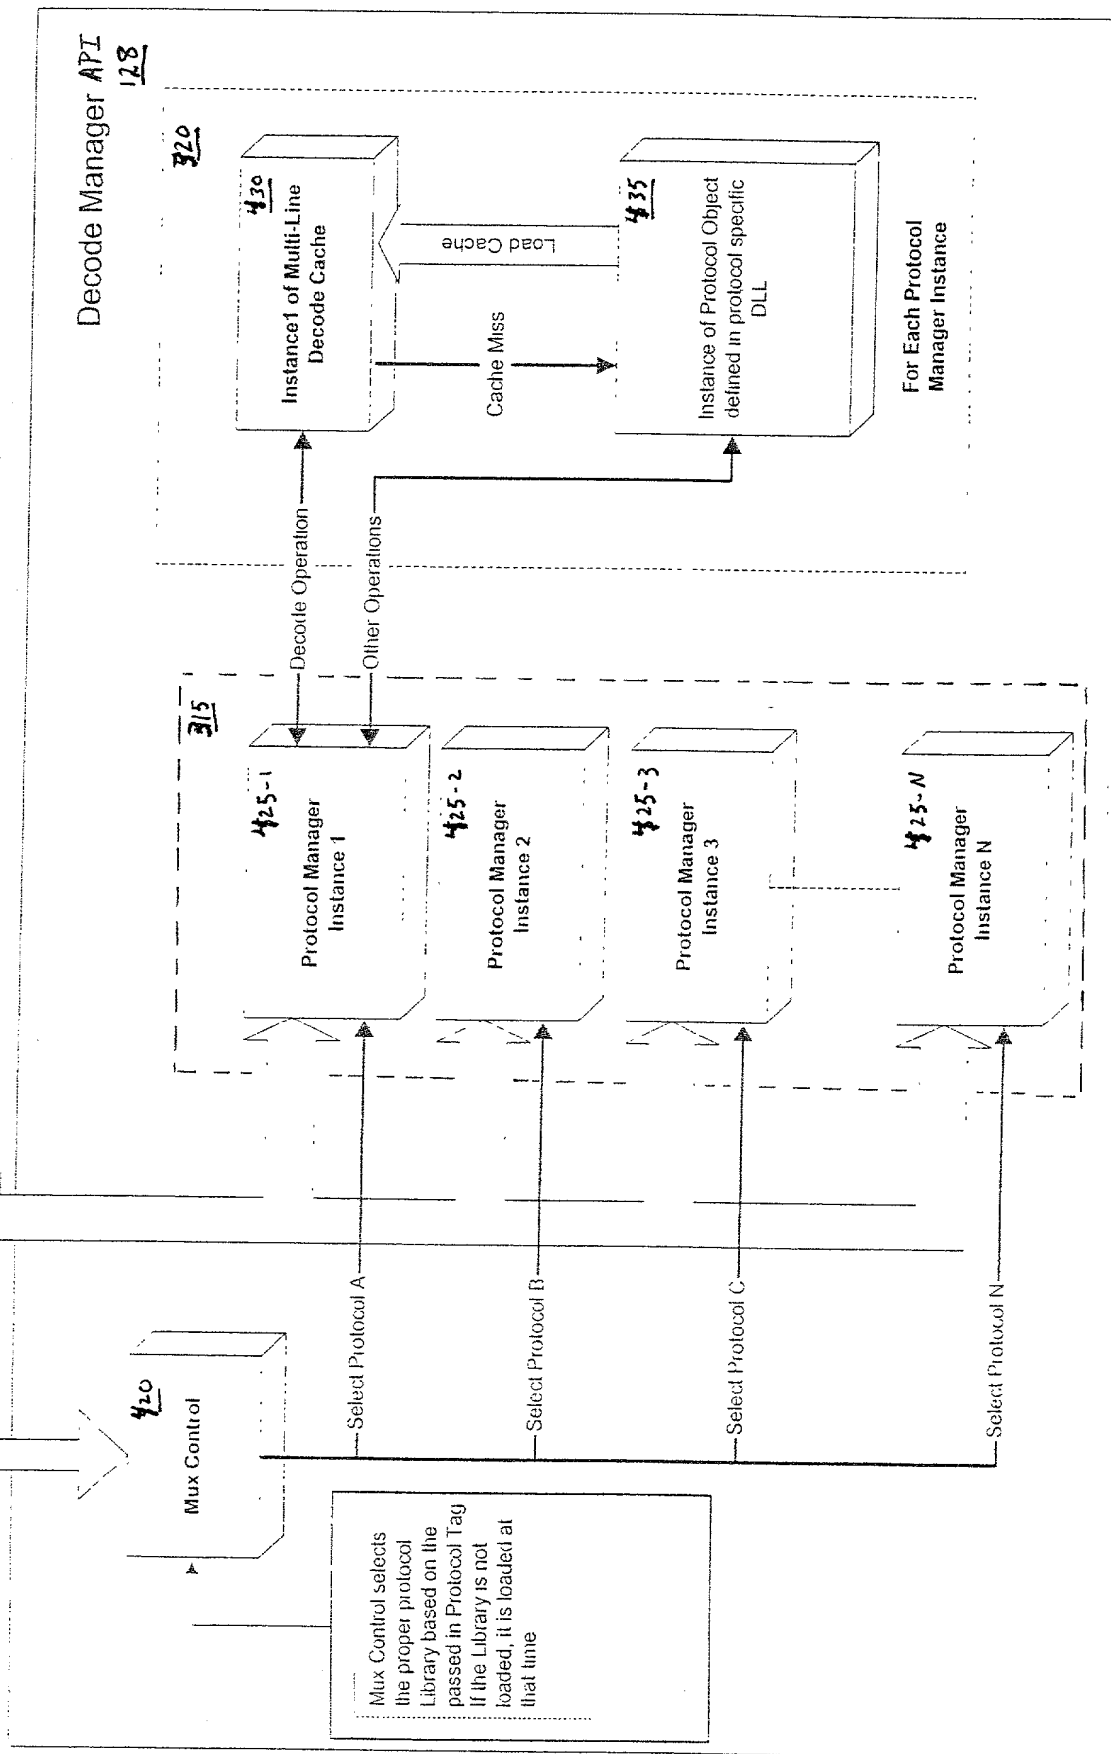 Decode Manager API
128
320
430
Instance1 of Multi-Line
Decode Cache
Load Cache
Cache Miss
435
Instance of Protocol Object
defined in protocol specific
DLL
For Each Protocol
Manager Instance
Decode Operation
Other Operations
315
425-1
Protocol Manager
Instance 1
425-2
Protocol Manager
Instance 2
425-3
Protocol Manager
Instance 3
425-N
Protocol Manager
Instance N
Select Protocol A
Select Protocol B
Select Protocol C
Select Protocol N
420
Mux Control
Mux Control selects
the proper protocol
Library based on the
passed in Protocol Tag
If the Library is not
loaded, it is loaded at
that time